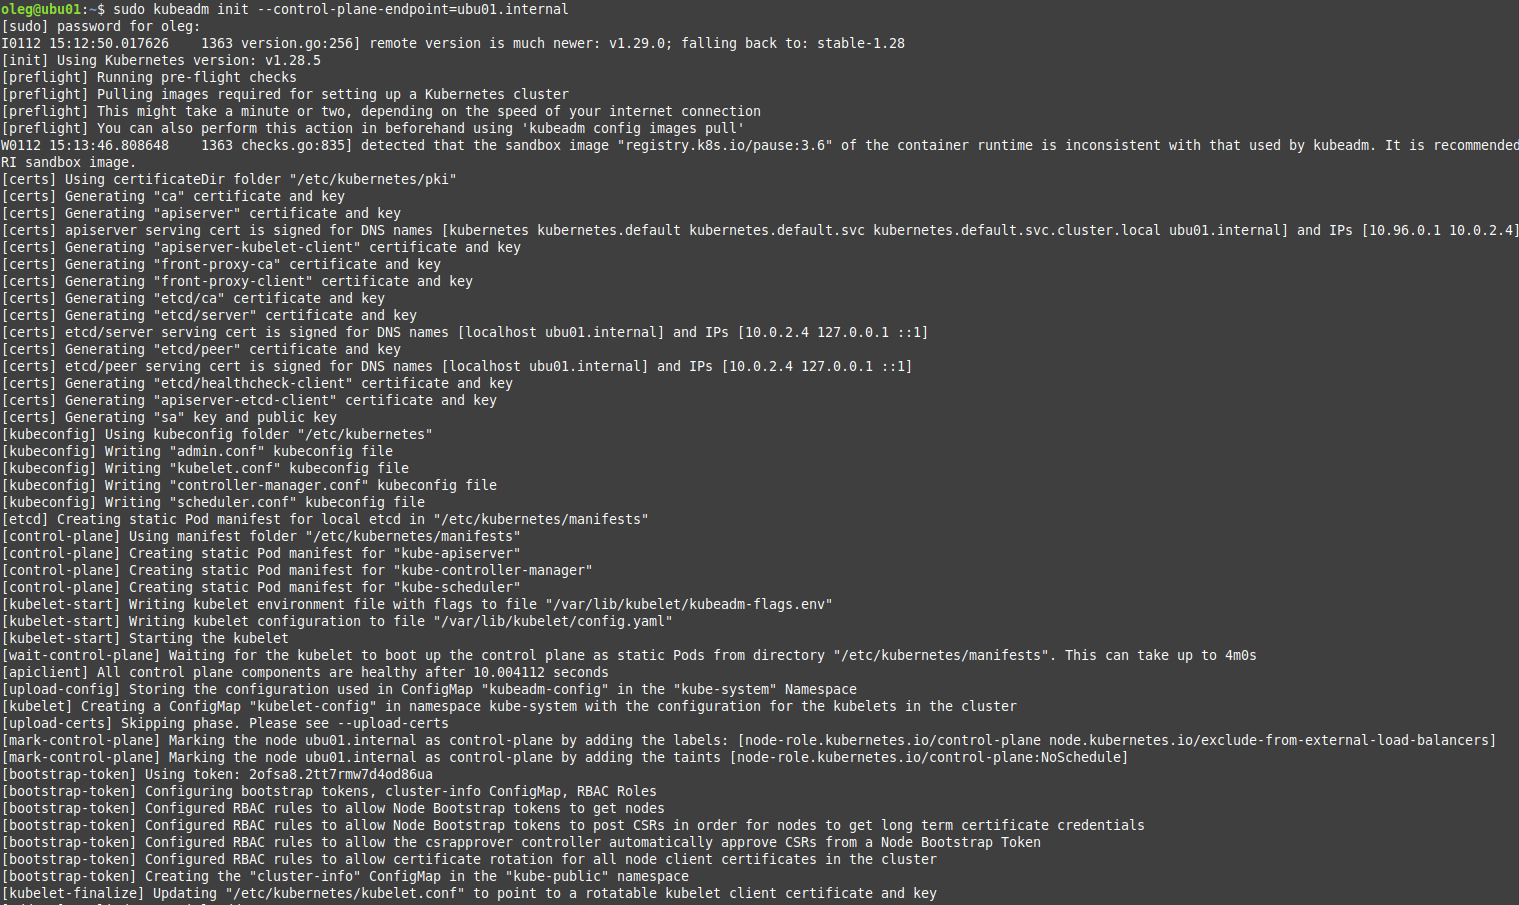 oleg@ubu01:~$ sudo kubeadm init --control-plane-endpoint=ubu01.internal
[sudo] password for oleg:
I0112 15:12:50.017626    1363 version.go:256] remote version is much newer: v1.29.0; falling back to: stable-1.28
[init] Using Kubernetes version: v1.28.5
[preflight] Running pre-flight checks
[preflight] Pulling images required for setting up a Kubernetes cluster
[preflight] This might take a minute or two, depending on the speed of your internet connection
[preflight] You can also perform this action in beforehand using 'kubeadm config images pull'
W0112 15:13:46.808648    1363 checks.go:835] detected that the sandbox image "registry.k8s.io/pause:3.6" of the container runtime is inconsistent with that used by kubeadm. It is recommended
RI sandbox image.
[certs] Using certificateDir folder "/etc/kubernetes/pki"
[certs] Generating "ca" certificate and key
[certs] Generating "apiserver" certificate and key
[certs] apiserver serving cert is signed for DNS names [kubernetes kubernetes.default kubernetes.default.svc kubernetes.default.svc.cluster.local ubu01.internal] and IPs [10.96.0.1 10.0.2.4]
[certs] Generating "apiserver-kubelet-client" certificate and key
[certs] Generating "front-proxy-ca" certificate and key
[certs] Generating "front-proxy-client" certificate and key
[certs] Generating "etcd/ca" certificate and key
[certs] Generating "etcd/server" certificate and key
[certs] etcd/server serving cert is signed for DNS names [localhost ubu01.internal] and IPs [10.0.2.4 127.0.0.1 ::1]
[certs] Generating "etcd/peer" certificate and key
[certs] etcd/peer serving cert is signed for DNS names [localhost ubu01.internal] and IPs [10.0.2.4 127.0.0.1 ::1]
[certs] Generating "etcd/healthcheck-client" certificate and key
[certs] Generating "apiserver-etcd-client" certificate and key
[certs] Generating "sa" key and public key
[kubeconfig] Using kubeconfig folder "/etc/kubernetes"
[kubeconfig] Writing "admin.conf" kubeconfig file
[kubeconfig] Writing "kubelet.conf" kubeconfig file
[kubeconfig] Writing "controller-manager.conf" kubeconfig file
[kubeconfig] Writing "scheduler.conf" kubeconfig file
[etcd] Creating static Pod manifest for local etcd in "/etc/kubernetes/manifests"
[control-plane] Using manifest folder "/etc/kubernetes/manifests"
[control-plane] Creating static Pod manifest for "kube-apiserver"
[control-plane] Creating static Pod manifest for "kube-controller-manager"
[control-plane] Creating static Pod manifest for "kube-scheduler"
[kubelet-start] Writing kubelet environment file with flags to file "/var/lib/kubelet/kubeadm-flags.env"
[kubelet-start] Writing kubelet configuration to file "/var/lib/kubelet/config.yaml"
[kubelet-start] Starting the kubelet
[wait-control-plane] Waiting for the kubelet to boot up the control plane as static Pods from directory "/etc/kubernetes/manifests". This can take up to 4m0s
[apiclient] All control plane components are healthy after 10.004112 seconds
[upload-config] Storing the configuration used in ConfigMap "kubeadm-config" in the "kube-system" Namespace
[kubelet] Creating a ConfigMap "kubelet-config" in namespace kube-system with the configuration for the kubelets in the cluster
[upload-certs] Skipping phase. Please see --upload-certs
[mark-control-plane] Marking the node ubu01.internal as control-plane by adding the labels: [node-role.kubernetes.io/control-plane node.kubernetes.io/exclude-from-external-load-balancers]
[mark-control-plane] Marking the node ubu01.internal as control-plane by adding the taints [node-role.kubernetes.io/control-plane:NoSchedule]
[bootstrap-token] Using token: 2ofsa8.2tt7rmw7d4od86ua
[bootstrap-token] Configuring bootstrap tokens, cluster-info ConfigMap, RBAC Roles
[bootstrap-token] Configured RBAC rules to allow Node Bootstrap tokens to get nodes
[bootstrap-token] Configured RBAC rules to allow Node Bootstrap tokens to post CSRs in order for nodes to get long term certificate credentials
[bootstrap-token] Configured RBAC rules to allow the csrapprover controller automatically approve CSRs from a Node Bootstrap Token
[bootstrap-token] Configured RBAC rules to allow certificate rotation for all node client certificates in the cluster
[bootstrap-token] Creating the "cluster-info" ConfigMap in the "kube-public" namespace
[kubelet-finalize] Updating "/etc/kubernetes/kubelet.conf" to point to a rotatable kubelet client certificate and key